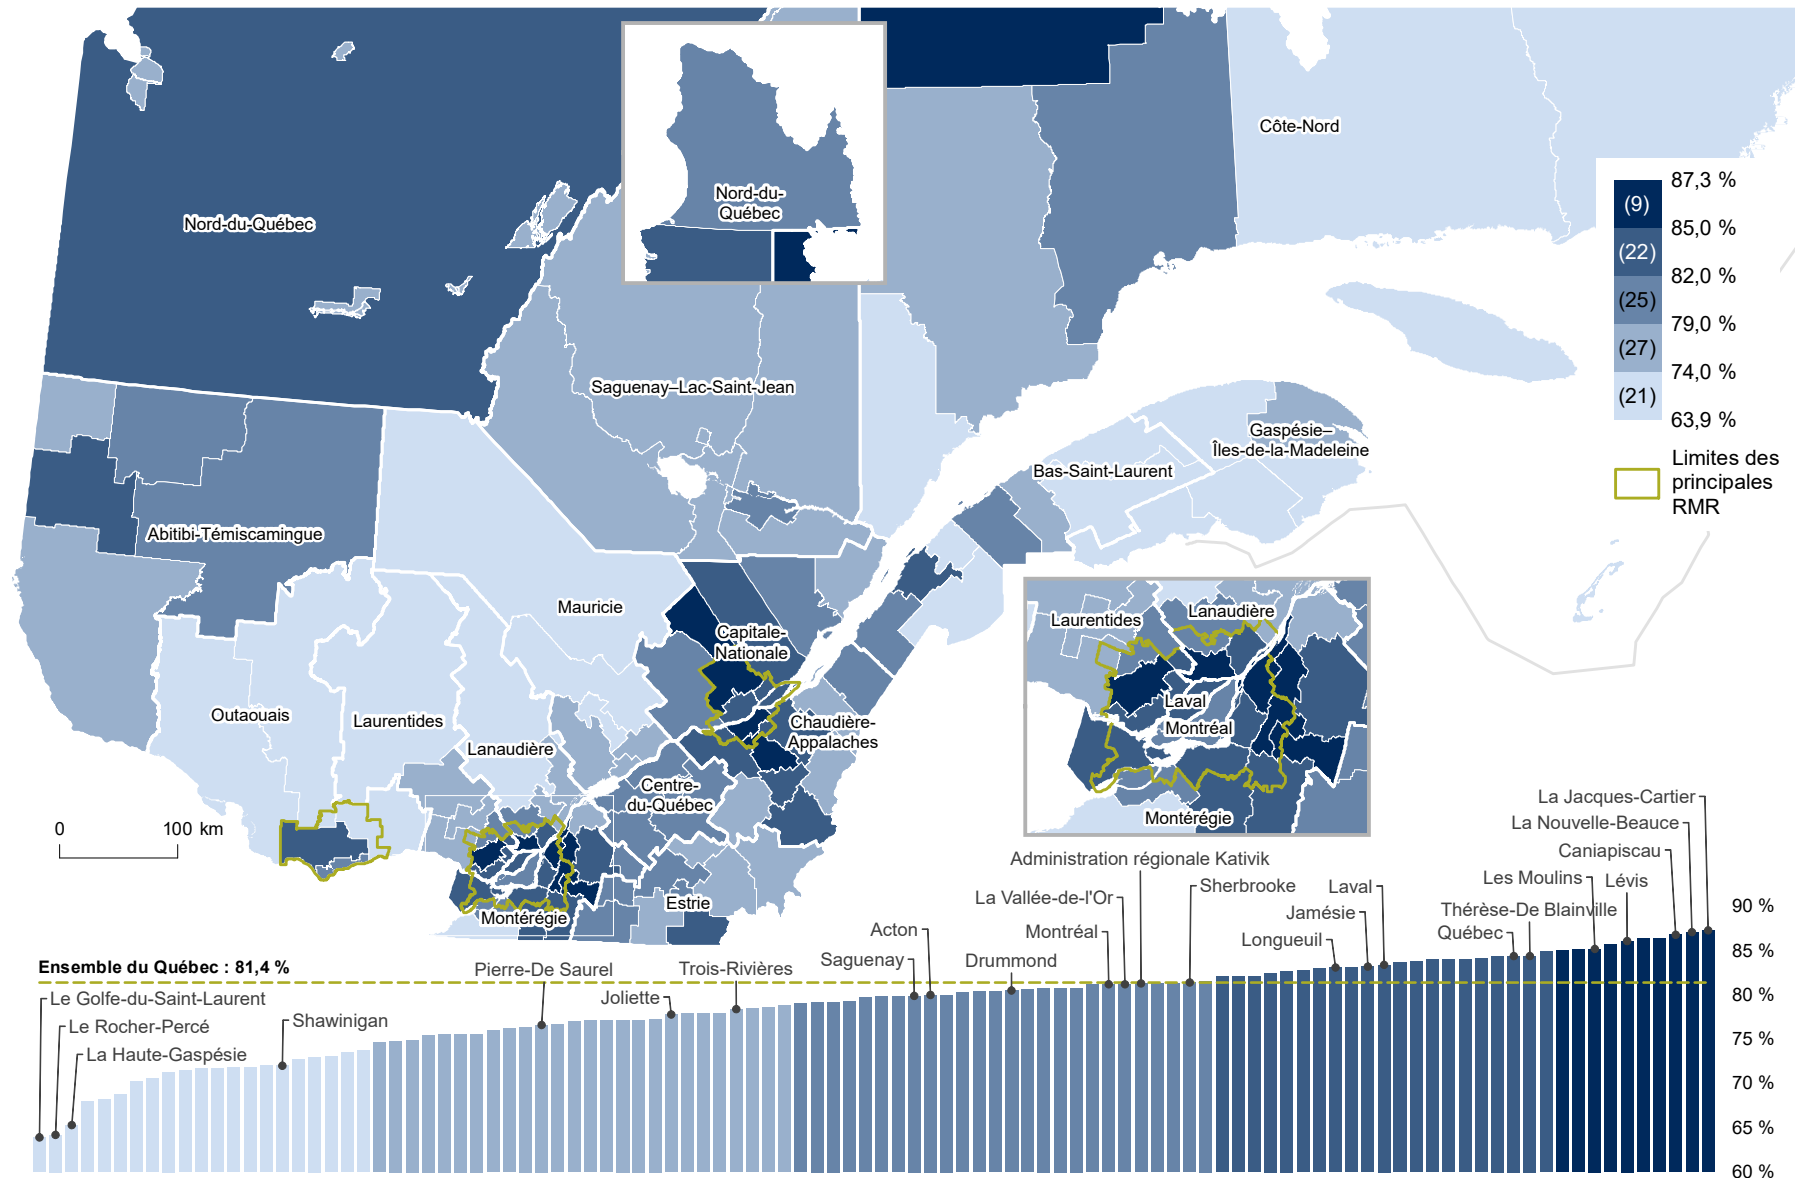 Nord-du-
Québec
Côte-Nord
Nord-du-Québec
87,3 %
(9)
85,0 %
(22)
82,0 %
(25)
79,0 %
(27)
74,0 %
(21)
63,9 %
Limites des
principales
RMR
Saguenay–Lac-Saint-Jean
Gaspésie–
Îles-de-la-Madeleine
Bas-Saint-Laurent
Abitibi-Témiscamingue
Mauricie
Capitale-
Nationale
Outaouais
Laurentides
Lanaudière
Chaudière-
Appalaches
Centre-
du-Québec
Estrie
Montérégie
Laurentides
Lanaudière
Laval
Montréal
Montérégie
0
100 km
La Jacques-Cartier
La Nouvelle-Beauce
Caniapiscau
Administration régionale Kativik
Les Moulins
Lévis
La Vallée-de-l'Or
Sherbrooke
Laval
Thérèse-De Blainville
Jamésie
Acton
Montréal
Québec
Longueuil
Saguenay
Drummond
Ensemble du Québec : 81,4 %
Pierre-De Saurel
Trois-Rivières
Joliette
Le Golfe-du-Saint-Laurent
Shawinigan
Le Rocher-Percé
La Haute-Gaspésie
90 %
85 %
80 %
75 %
70 %
65 %
60 %